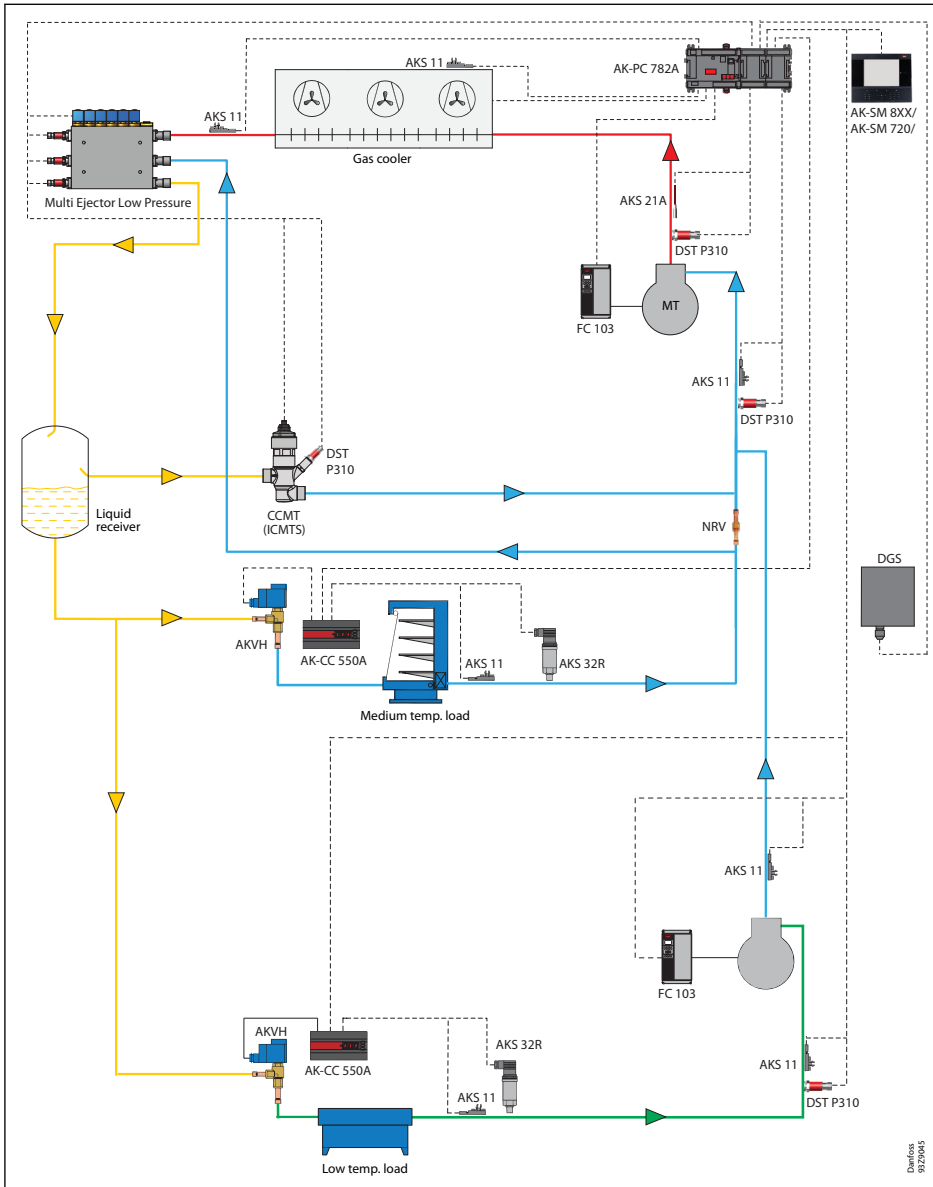 AKS 11
AK-PC 782A
AK-SM 8XX/
AK-SM 720/
AKS 11
Gas cooler
Multi Ejector Low Pressure
AKS 21A
DST P310
FC 103
MT
AKS 11
DST P310
DST
P310
CCMT
(ICMTS)
Liquid
receiver
NRV
DGS
AKVH
AK-CC 550A
AKS 11
AKS 32R
Medium temp. load
AKS 11
FC 103
AKVH
AK-CC 550A
AKS 32R
AKS 11
AKS 11
DST P310
Low temp. load
Danfoss
93Z9045